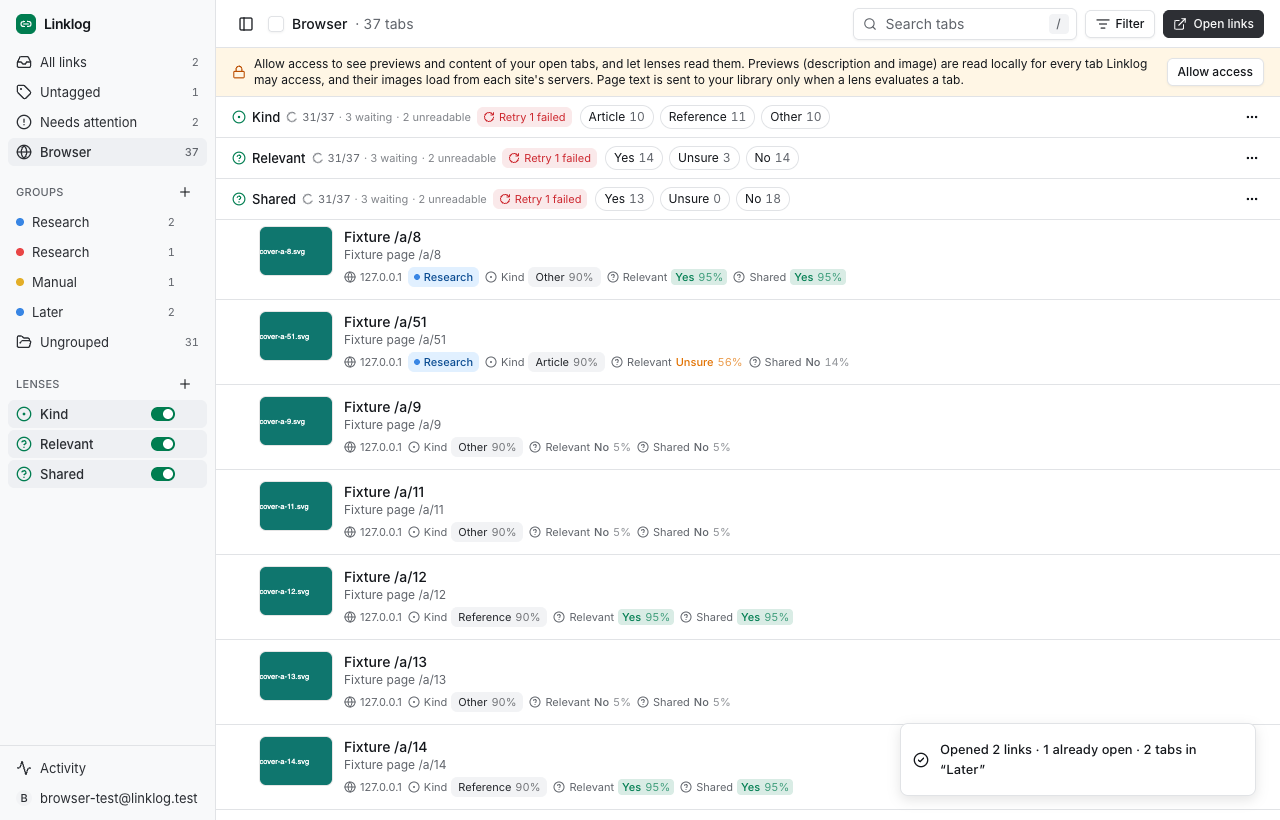 Linklog
All links 2
Untagged 1
Needs attention 2
Browser 37
GROUPS
Research 2
Research 1
Manual 1
Later 2
Ungrouped 31
LENSES
Kind
Relevant
Shared
Activity
B browser-test@linklog.test
Browser · 37 tabs
Search tabs /
Filter
Open links
Allow access to see previews and content of your open tabs, and let lenses read them. Previews (description and image) are read locally for every tab Linklog
may access, and their images load from each site's servers. Page text is sent to your library only when a lens evaluates a tab.
Allow access
Kind 31/37 · 3 waiting · 2 unreadable Retry 1 failed Article 10 Reference 11 Other 10
Relevant 31/37 · 3 waiting · 2 unreadable Retry 1 failed Yes 14 Unsure 3 No 14
Shared 31/37 · 3 waiting · 2 unreadable Retry 1 failed Yes 13 Unsure 0 No 18
cover-a-8.svg
Fixture /a/8
Fixture page /a/8
127.0.0.1 Research Kind Other 90% Relevant Yes 95% Shared Yes 95%
cover-a-51.svg
Fixture /a/51
Fixture page /a/51
127.0.0.1 Research Kind Article 90% Relevant Unsure 56% Shared No 14%
cover-a-9.svg
Fixture /a/9
Fixture page /a/9
127.0.0.1 Kind Other 90% Relevant No 5% Shared No 5%
cover-a-11.svg
Fixture /a/11
Fixture page /a/11
127.0.0.1 Kind Other 90% Relevant No 5% Shared No 5%
cover-a-12.svg
Fixture /a/12
Fixture page /a/12
127.0.0.1 Kind Reference 90% Relevant Yes 95% Shared Yes 95%
cover-a-13.svg
Fixture /a/13
Fixture page /a/13
127.0.0.1 Kind Other 90% Relevant No 5% Shared No 5%
cover-a-14.svg
Fixture /a/14
Fixture page /a/14
127.0.0.1 Kind Reference 90% Relevant Yes 95% Shared Yes 95%
Opened 2 links · 1 already open · 2 tabs in
“Later”